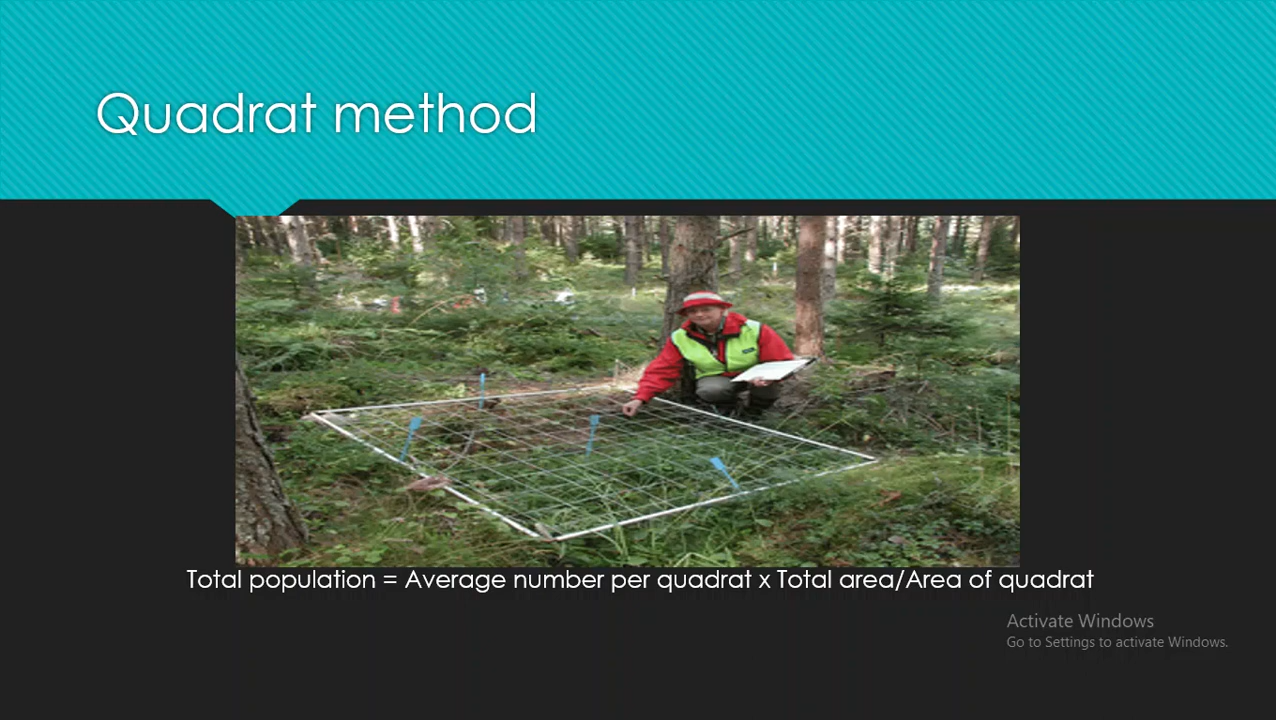 Quadrat method
Total population = Average number per quadrat x Total area/Area of quadrat
Activate Windows
Go to Settings to activate Windows.